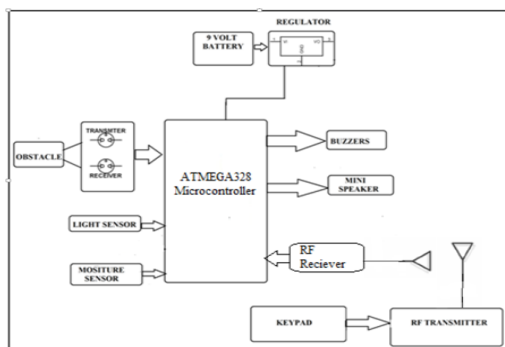 REGULATOR
9 VOLT
BATTERY
TRANSMTER
OBSTACLE
RECEIVER
ATMEGA328
Microcontroller
BUZZERS
MINI
SPEAKER
LIGHT SENSOR
RF
Reciever
MOSITURE
SENSOR
KEYPAD
RF TRANSMITTER